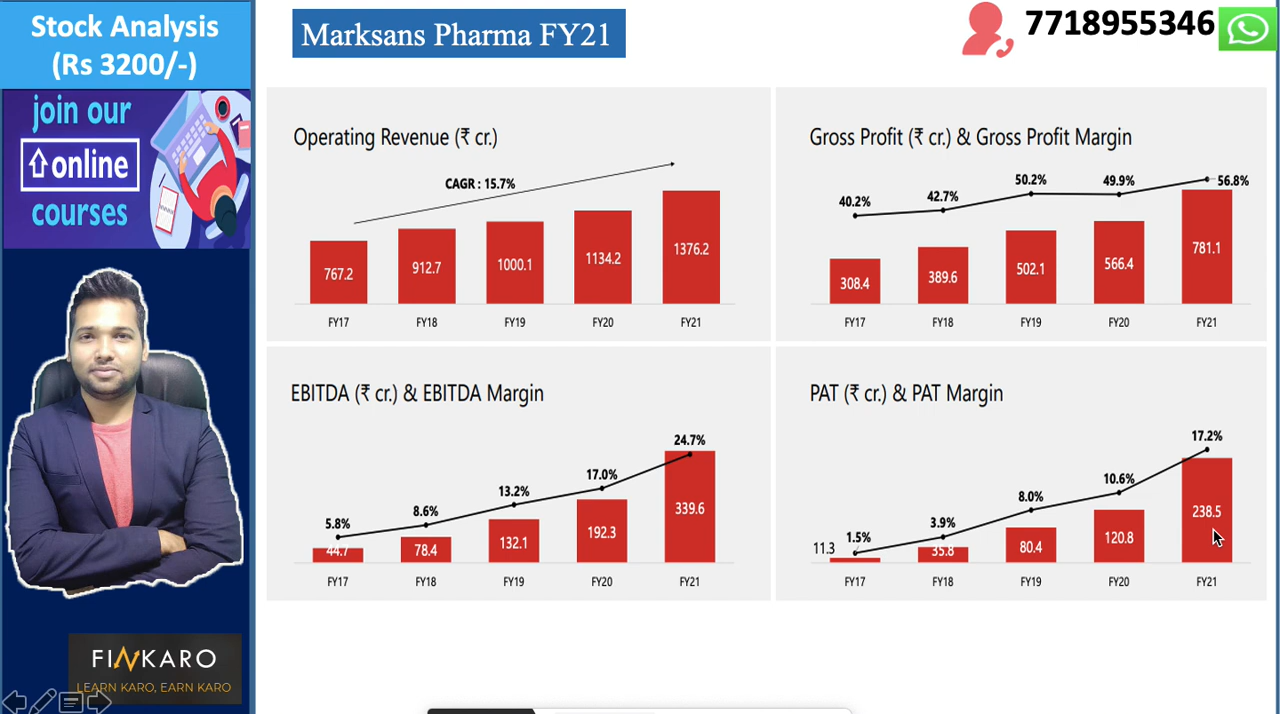 Stock Analysis
(Rs 3200/-)
join our
⇧online
courses
FINKARO
LEARN KARO, EARN KARO
Marksans Pharma FY21
7718955346
Operating Revenue (₹ cr.)
CAGR : 15.7%
767.2
912.7
1000.1
1134.2
1376.2
FY17
FY18
FY19
FY20
FY21
Gross Profit (₹ cr.) & Gross Profit Margin
40.2%
42.7%
50.2%
49.9%
56.8%
308.4
389.6
502.1
566.4
781.1
FY17
FY18
FY19
FY20
FY21
EBITDA (₹ cr.) & EBITDA Margin
5.8%
8.6%
13.2%
17.0%
24.7%
44.7
78.4
132.1
192.3
339.6
FY17
FY18
FY19
FY20
FY21
PAT (₹ cr.) & PAT Margin
1.5%
3.9%
8.0%
10.6%
17.2%
11.3
35.8
80.4
120.8
238.5
FY17
FY18
FY19
FY20
FY21